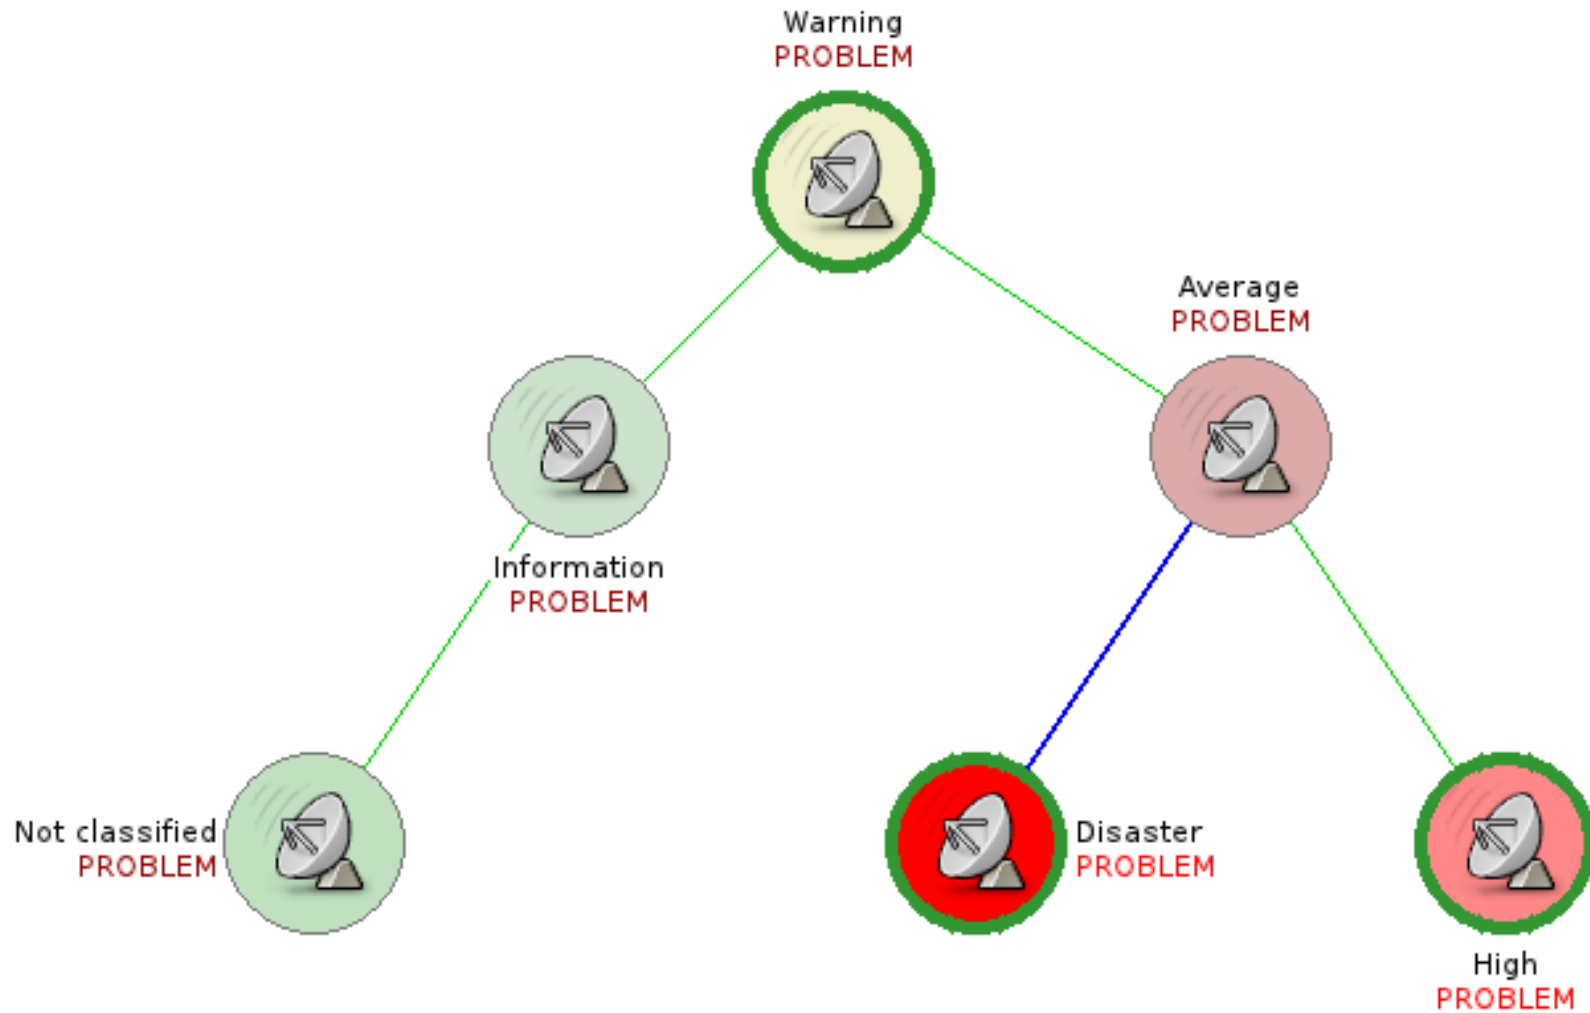 Warning
PROBLEM
Average
PROBLEM
Information
PROBLEM
Not classified
PROBLEM
Disaster
PROBLEM
High
PROBLEM